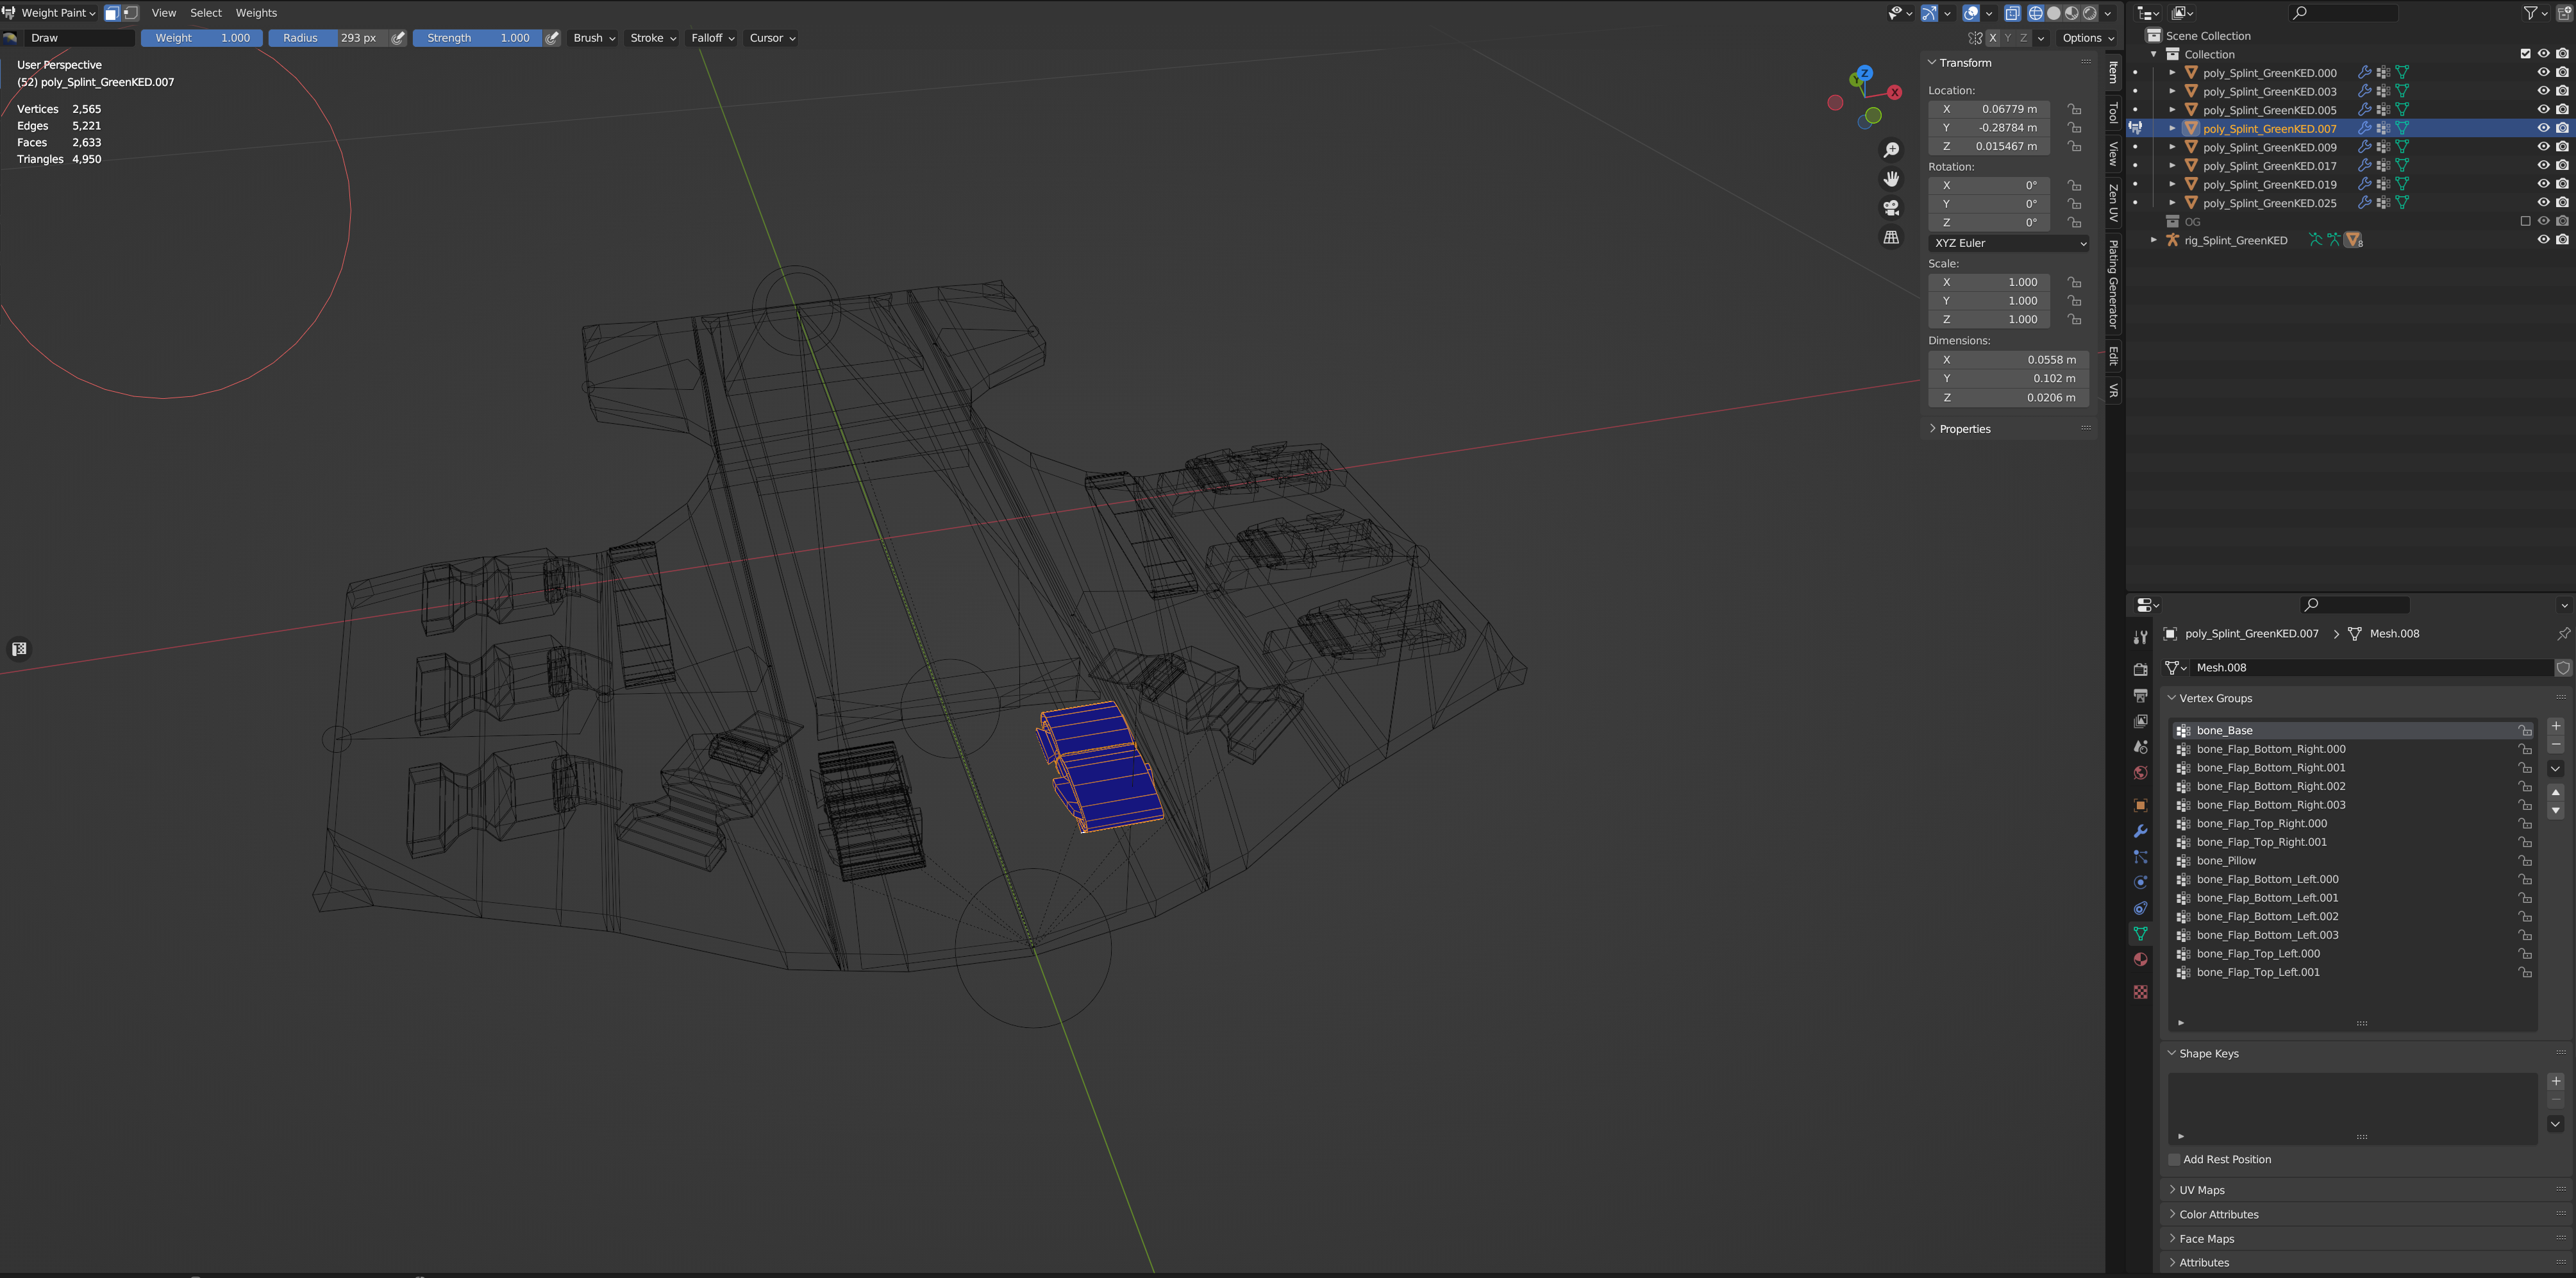 Weight Paint View Select Weights
Draw Weight 1.000 Radius 293 px Strength 1.000 Brush Stroke Falloff Cursor X Y Z Options
User Perspective
(52) poly_Splint_GreenKED.007
Vertices 2,565
Edges 5,221
Faces 2,633
Triangles 4,950
Z
Y
X
Transform
Location:
X 0.06779 m
Y -0.28784 m
Z 0.015467 m
Rotation:
X 0°
Y 0°
Z 0°
XYZ Euler
Scale:
X 1.000
Y 1.000
Z 1.000
Dimensions:
X 0.0558 m
Y 0.102 m
Z 0.0206 m
Properties
Item
Tool
View
Zen UV
Plating Generator
Edit
VR
Scene Collection
Collection
poly_Splint_GreenKED.000
poly_Splint_GreenKED.003
poly_Splint_GreenKED.005
poly_Splint_GreenKED.007
poly_Splint_GreenKED.009
poly_Splint_GreenKED.017
poly_Splint_GreenKED.019
poly_Splint_GreenKED.025
OG
rig_Splint_GreenKED 8
poly_Splint_GreenKED.007 Mesh.008
Mesh.008
Vertex Groups
bone_Base
bone_Flap_Bottom_Right.000
bone_Flap_Bottom_Right.001
bone_Flap_Bottom_Right.002
bone_Flap_Bottom_Right.003
bone_Flap_Top_Right.000
bone_Flap_Top_Right.001
bone_Pillow
bone_Flap_Bottom_Left.000
bone_Flap_Bottom_Left.001
bone_Flap_Bottom_Left.002
bone_Flap_Bottom_Left.003
bone_Flap_Top_Left.000
bone_Flap_Top_Left.001
Shape Keys
Add Rest Position
UV Maps
Color Attributes
Face Maps
Attributes